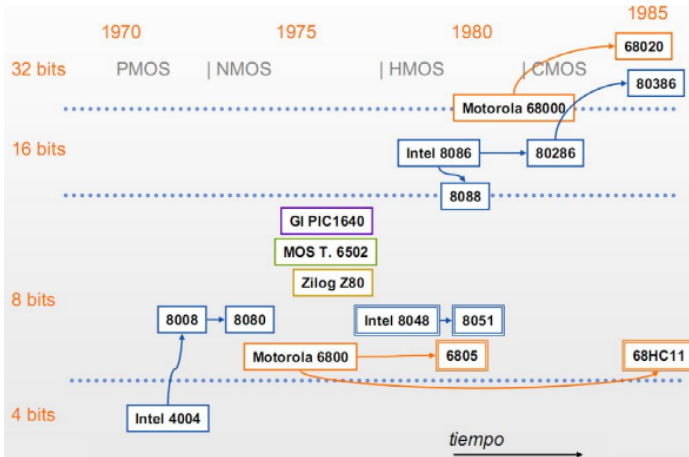 1970 1975 1980 1985
68020
32 bits PMOS | NMOS | HMOS | CMOS
80386
Motorola 68000
16 bits Intel 8086 80286
8088
GI PIC1640
MOS T. 6502
Zilog Z80
8 bits
8008 8080 Intel 8048 8051
Motorola 6800 6805 68HC11
4 bits Intel 4004
tiempo